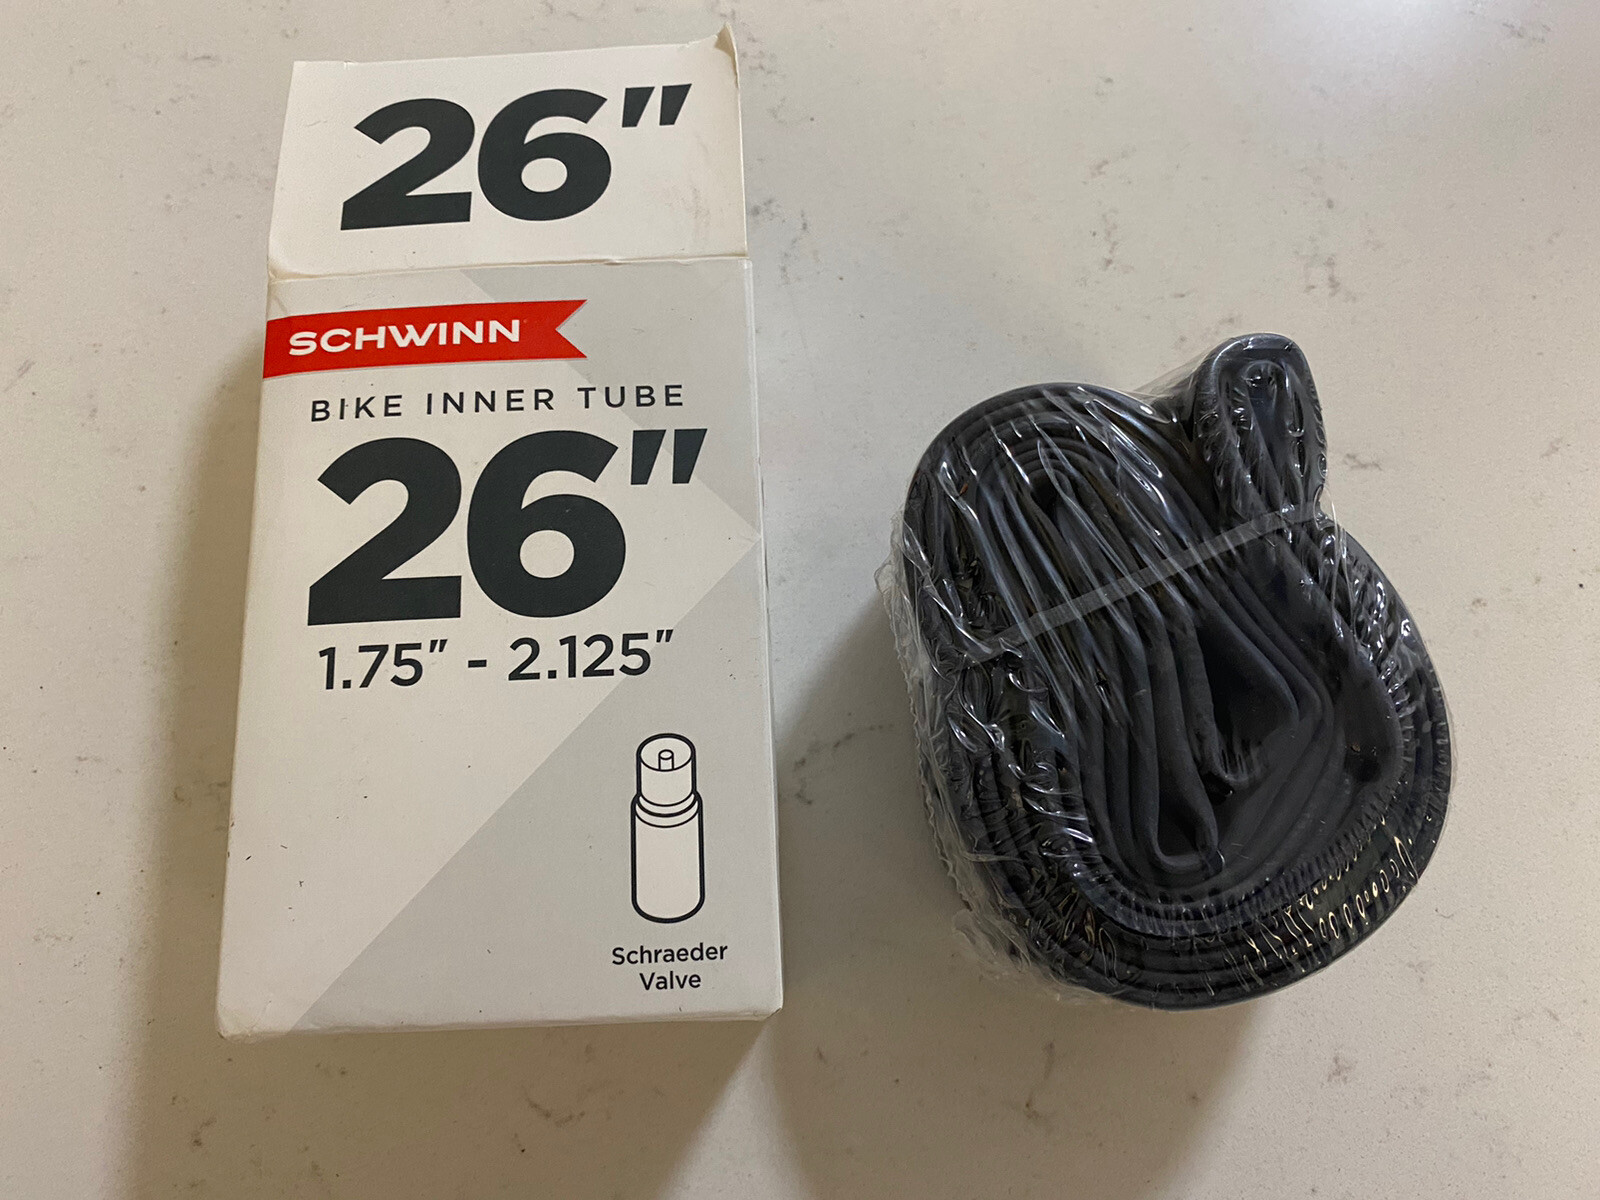 26"
SCHWINN
BIKE INNER TUBE
26"
1.75" - 2.125"
Schraeder
Valve